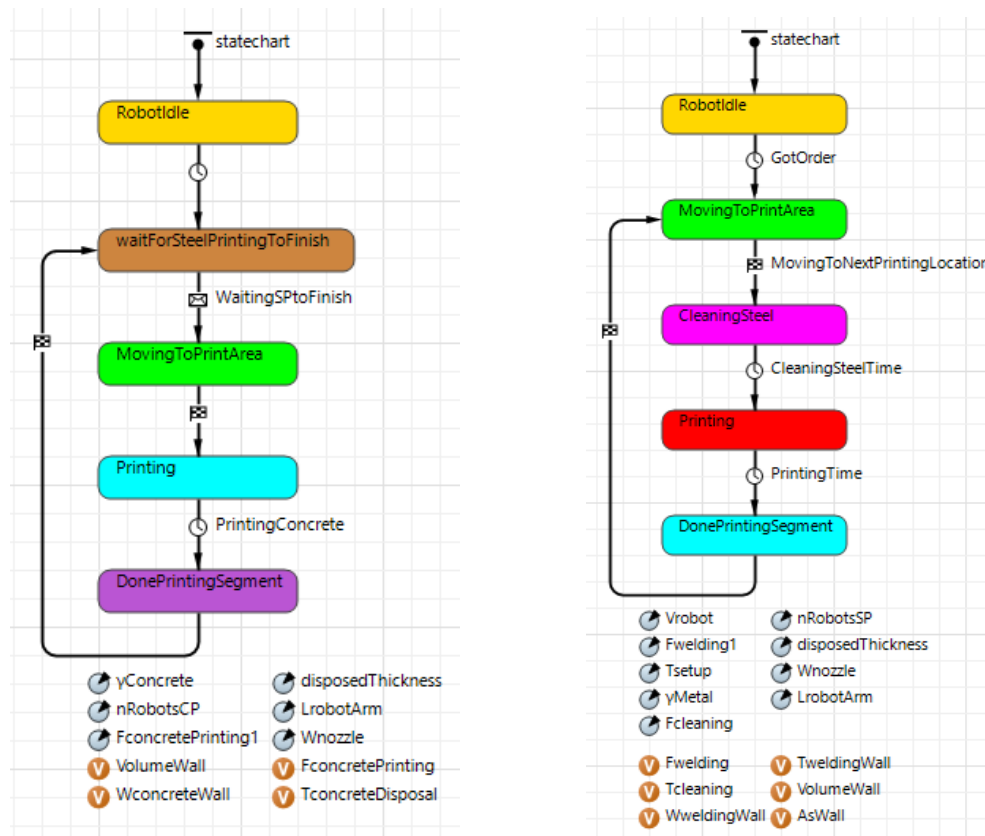 statechart
RobotIdle
waitForSteelPrintingToFinish
WaitingSPtoFinish
MovingToPrintArea
Printing
PrintingConcrete
DonePrintingSegment
γConcrete
disposedThickness
nRobotsCP
LrobotArm
FconcretePrinting1
Wnozzle
V VolumeWall
V FconcretePrinting
V WconcreteWall
V TconcreteDisposal
statechart
RobotIdle
GotOrder
MovingToPrintArea
MovingToNextPrintingLocation
CleaningSteel
CleaningSteelTime
Printing
PrintingTime
DonePrintingSegment
Vrobot
nRobotsSP
Fwelding1
disposedThickness
Tsetup
Wnozzle
γMetal
LrobotArm
Fcleaning
V Fwelding
V TweldingWall
V Tcleaning
V VolumeWall
V WweldingWall
V AsWall